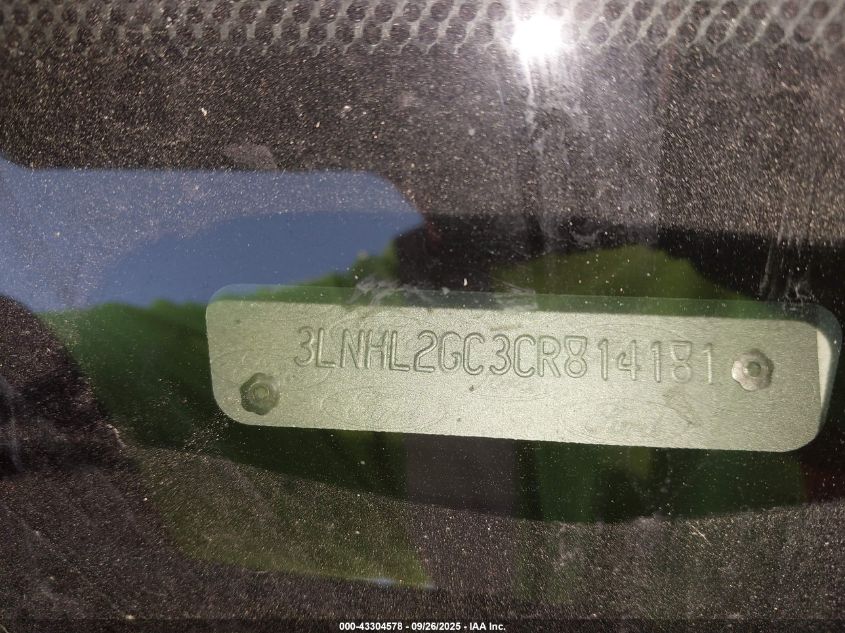 3LNHL2GC3CR814181
000-43304578 - 09/26/2025 - IAA Inc.